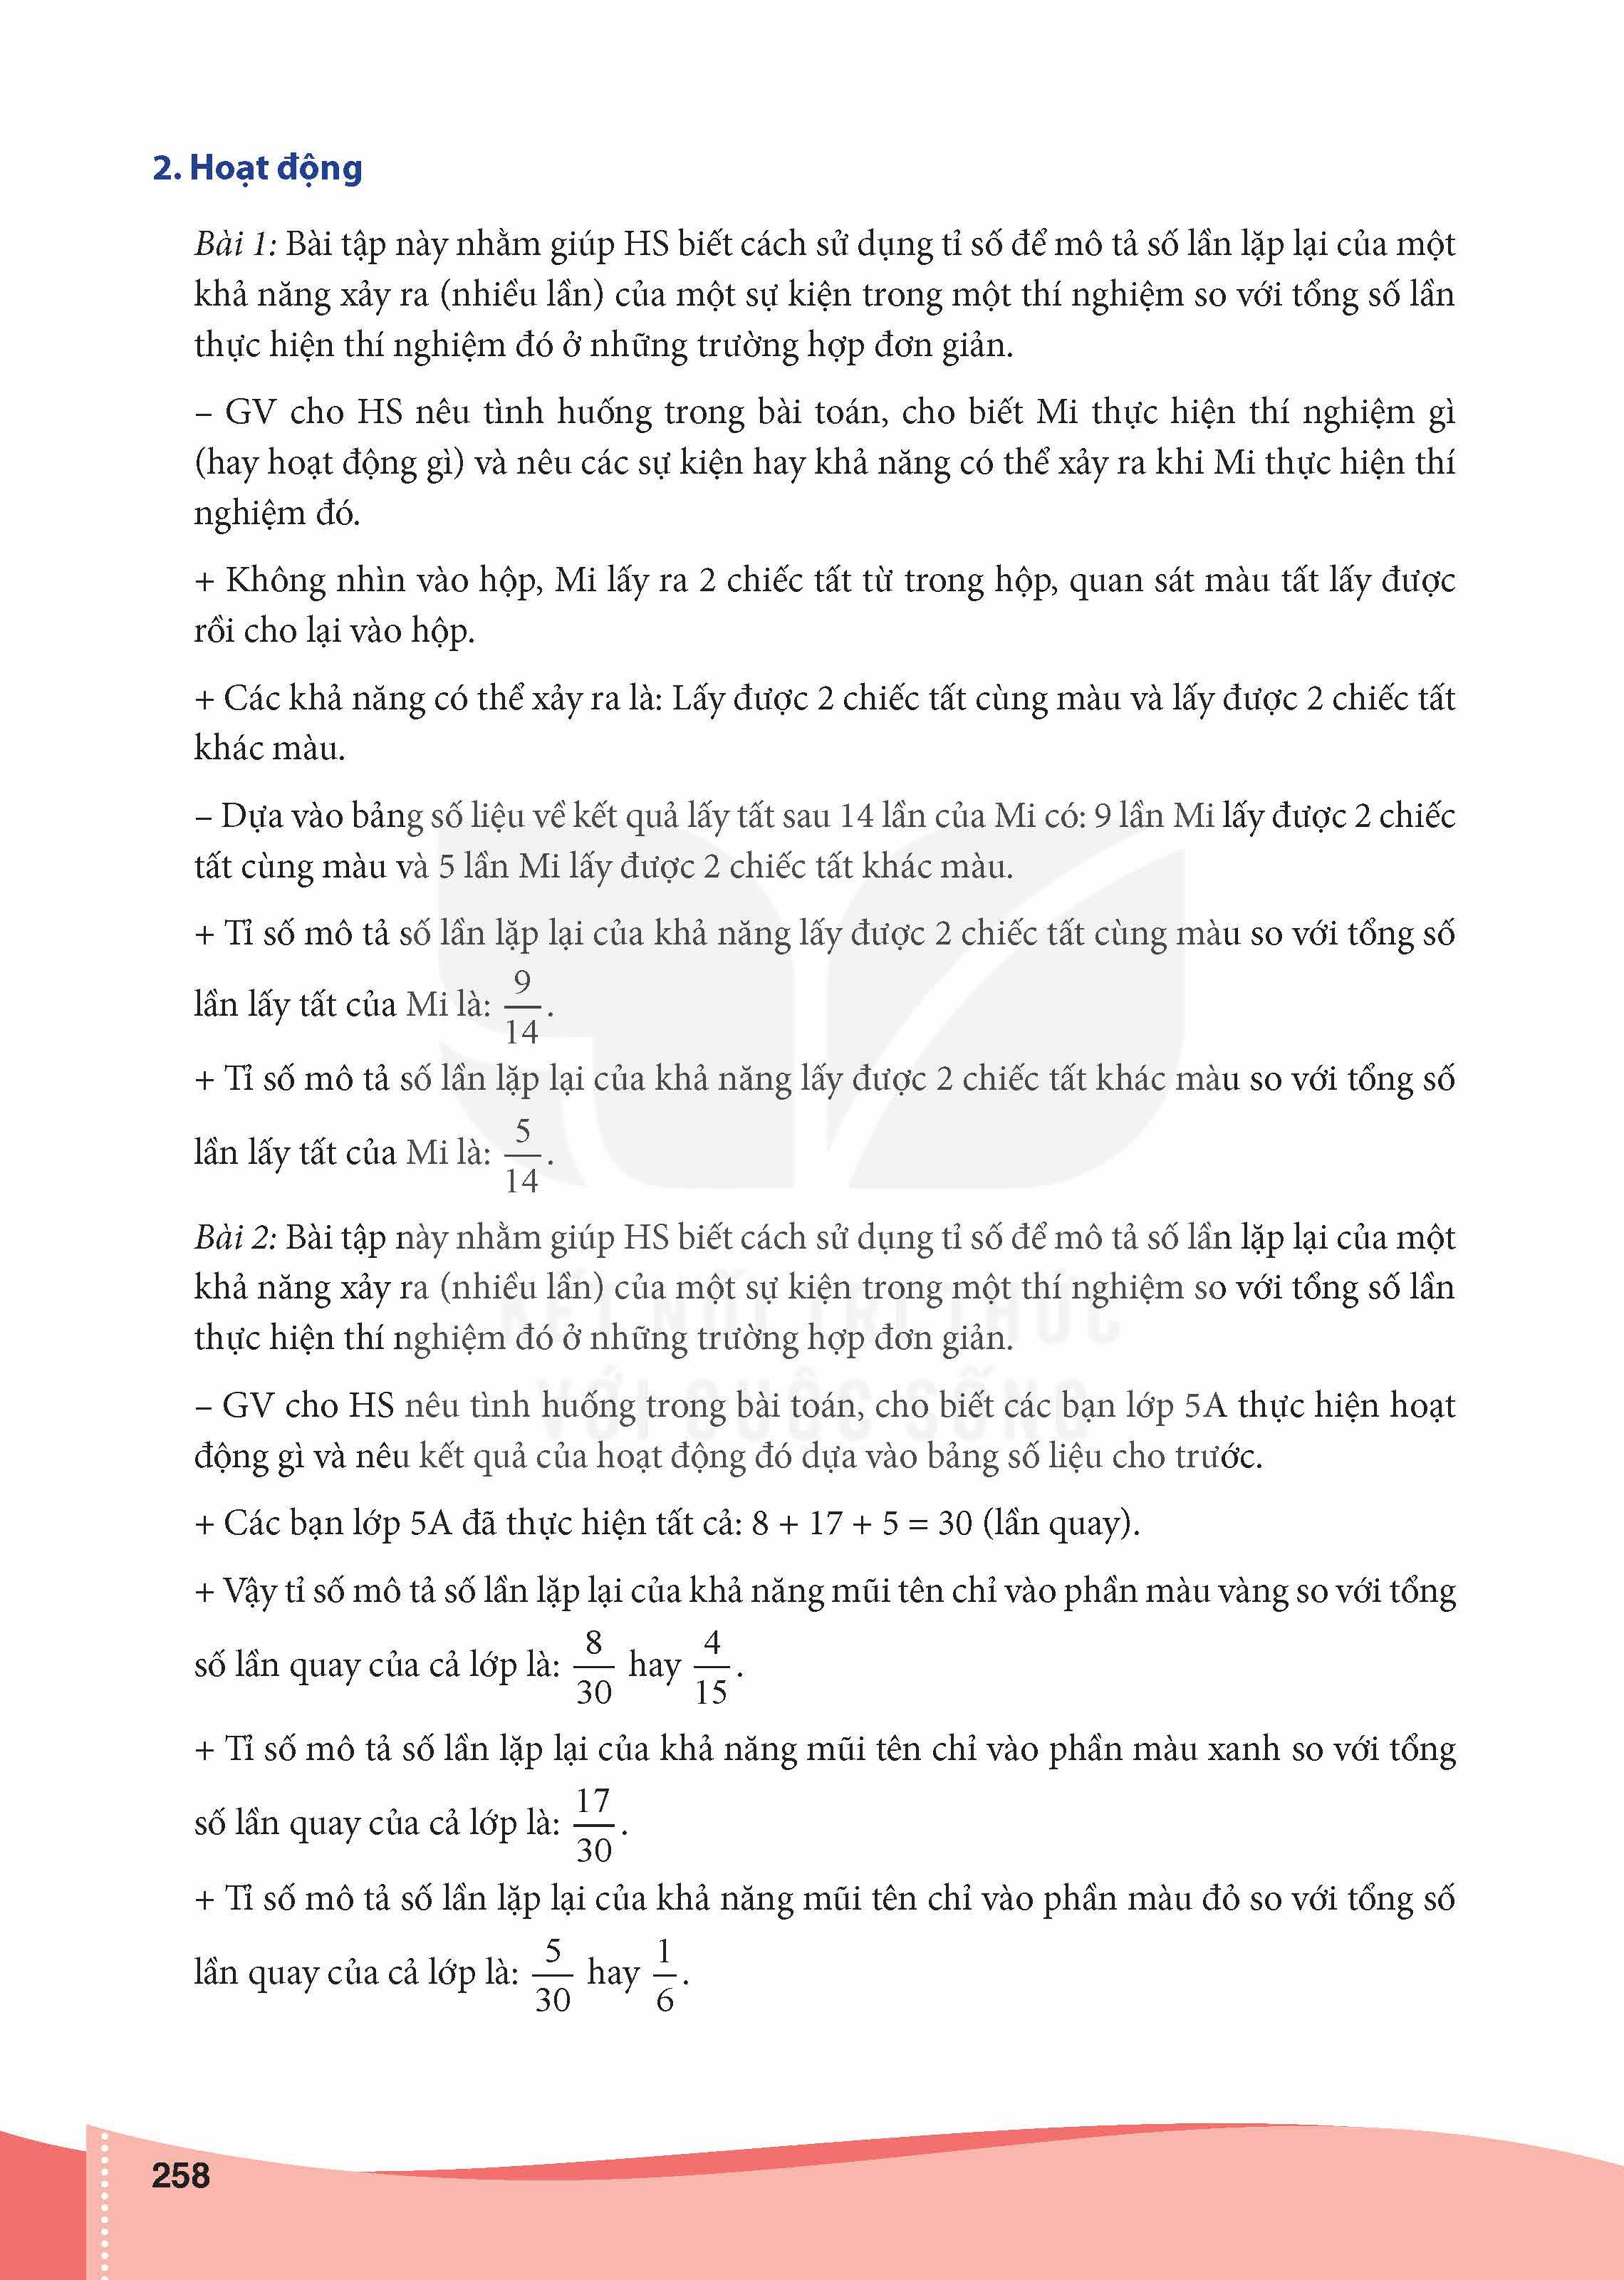 2. Hoạt động
Bài 1: Bài tập này nhằm giúp HS biết cách sử dụng tỉ số để mô tả số lần lặp lại của một
khả năng xảy ra (nhiều lần) của một sự kiện trong một thí nghiệm so với tổng số lần
thực hiện thí nghiệm đó ở những trường hợp đơn giản.
– GV cho HS nêu tình huống trong bài toán, cho biết Mi thực hiện thí nghiệm gì
(hay hoạt động gì) và nêu các sự kiện hay khả năng có thể xảy ra khi Mi thực hiện thí
nghiệm đó.
+ Không nhìn vào hộp, Mi lấy ra 2 chiếc tất từ trong hộp, quan sát màu tất lấy được
rồi cho lại vào hộp.
+ Các khả năng có thể xảy ra là: Lấy được 2 chiếc tất cùng màu và lấy được 2 chiếc tất
khác màu.
– Dựa vào bảng số liệu về kết quả lấy tất sau 14 lần của Mi có: 9 lần Mi lấy được 2 chiếc
tất cùng màu và 5 lần Mi lấy được 2 chiếc tất khác màu.
+ Tỉ số mô tả số lần lặp lại của khả năng lấy được 2 chiếc tất cùng màu so với tổng số
lần lấy tất của Mi là: 9/14.
+ Tỉ số mô tả số lần lặp lại của khả năng lấy được 2 chiếc tất khác màu so với tổng số
lần lấy tất của Mi là: 5/14.
Bài 2: Bài tập này nhằm giúp HS biết cách sử dụng tỉ số để mô tả số lần lặp lại của một
khả năng xảy ra (nhiều lần) của một sự kiện trong một thí nghiệm so với tổng số lần
thực hiện thí nghiệm đó ở những trường hợp đơn giản.
– GV cho HS nêu tình huống trong bài toán, cho biết các bạn lớp 5A thực hiện hoạt
động gì và nêu kết quả của hoạt động đó dựa vào bảng số liệu cho trước.
+ Các bạn lớp 5A đã thực hiện tất cả: 8 + 17 + 5 = 30 (lần quay).
+ Vậy tỉ số mô tả số lần lặp lại của khả năng mũi tên chỉ vào phần màu vàng so với tổng
số lần quay của cả lớp là: 8/30 hay 4/15.
+ Tỉ số mô tả số lần lặp lại của khả năng mũi tên chỉ vào phần màu xanh so với tổng
số lần quay của cả lớp là: 17/30.
+ Tỉ số mô tả số lần lặp lại của khả năng mũi tên chỉ vào phần màu đỏ so với tổng số
lần quay của cả lớp là: 5/30 hay 1/6.
KẾT NỐI TRI THỨC
VỚI CUỘC SỐNG
258